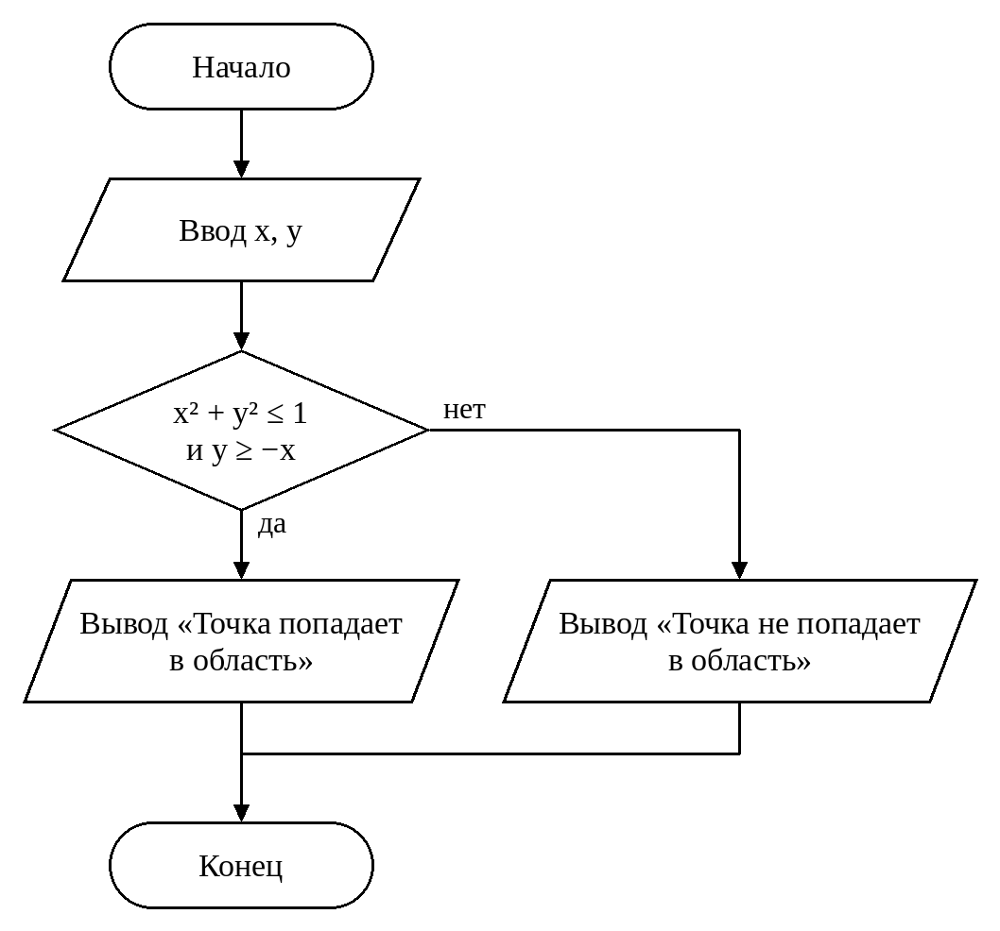 Начало
Ввод x, y
x² + y² ≤ 1
и y ≥ −x
нет
да
Вывод «Точка попадает
в область»
Вывод «Точка не попадает
в область»
Конец